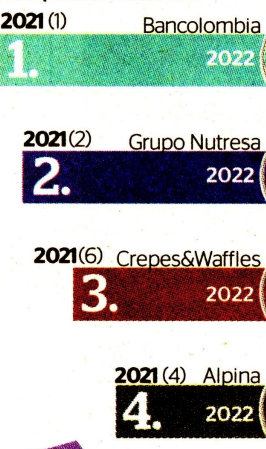 2021 (1) Bancolombia
1. 2022
2021 (2) Grupo Nutresa
2. 2022
2021 (6) Crepes&Waffles
3. 2022
2021 (4) Alpina
4. 2022